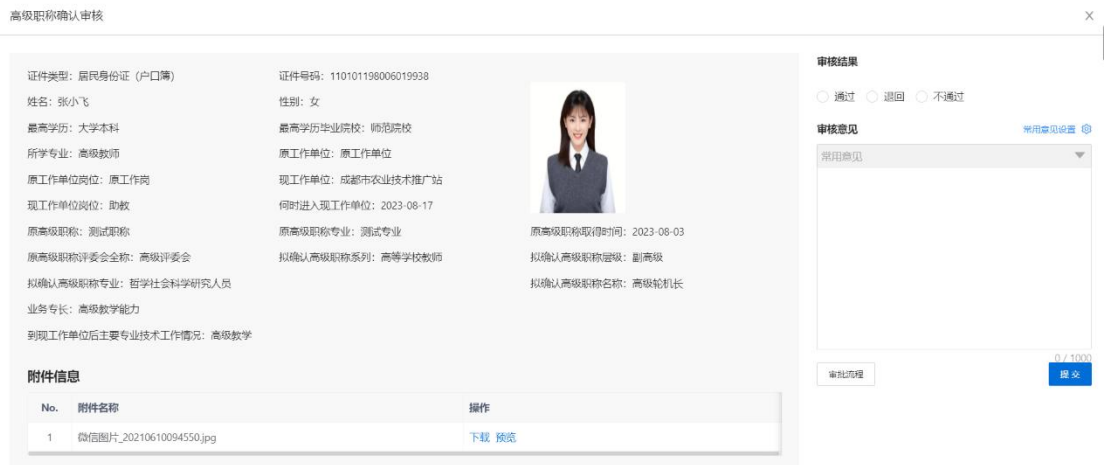 高级职称确认审核
证件类型：居民身份证（户口簿）
证件号码：110101198006019938
姓名：张小飞
性别：女
最高学历：大学本科
最高学历毕业院校：师范院校
所学专业：高级教师
原工作单位：原工作单位
原工作单位岗位：原工作岗
现工作单位：成都市农业技术推广站
现工作单位岗位：助教
何时进入现工作单位：2023-08-17
原高级职称：测试职称
原高级职称专业：测试专业
原高级职称取得时间：2023-08-03
原高级职称评委会全称：高级评委会
拟确认高级职称系列：高等学校教师
拟确认高级职称层级：副高级
拟确认高级职称专业：哲学社会科学研究人员
拟确认高级职称名称：高级轮机长
业务专长：高级教学能力
到现工作单位后主要专业技术工作情况：高级教学
附件信息
No. 附件名称 操作
1 微信图片_20210610094550.jpg 下载 预览
审核结果
通过 退回 不通过
审核意见 常用意见设置
常用意见
0 / 1000
审批流程 提交